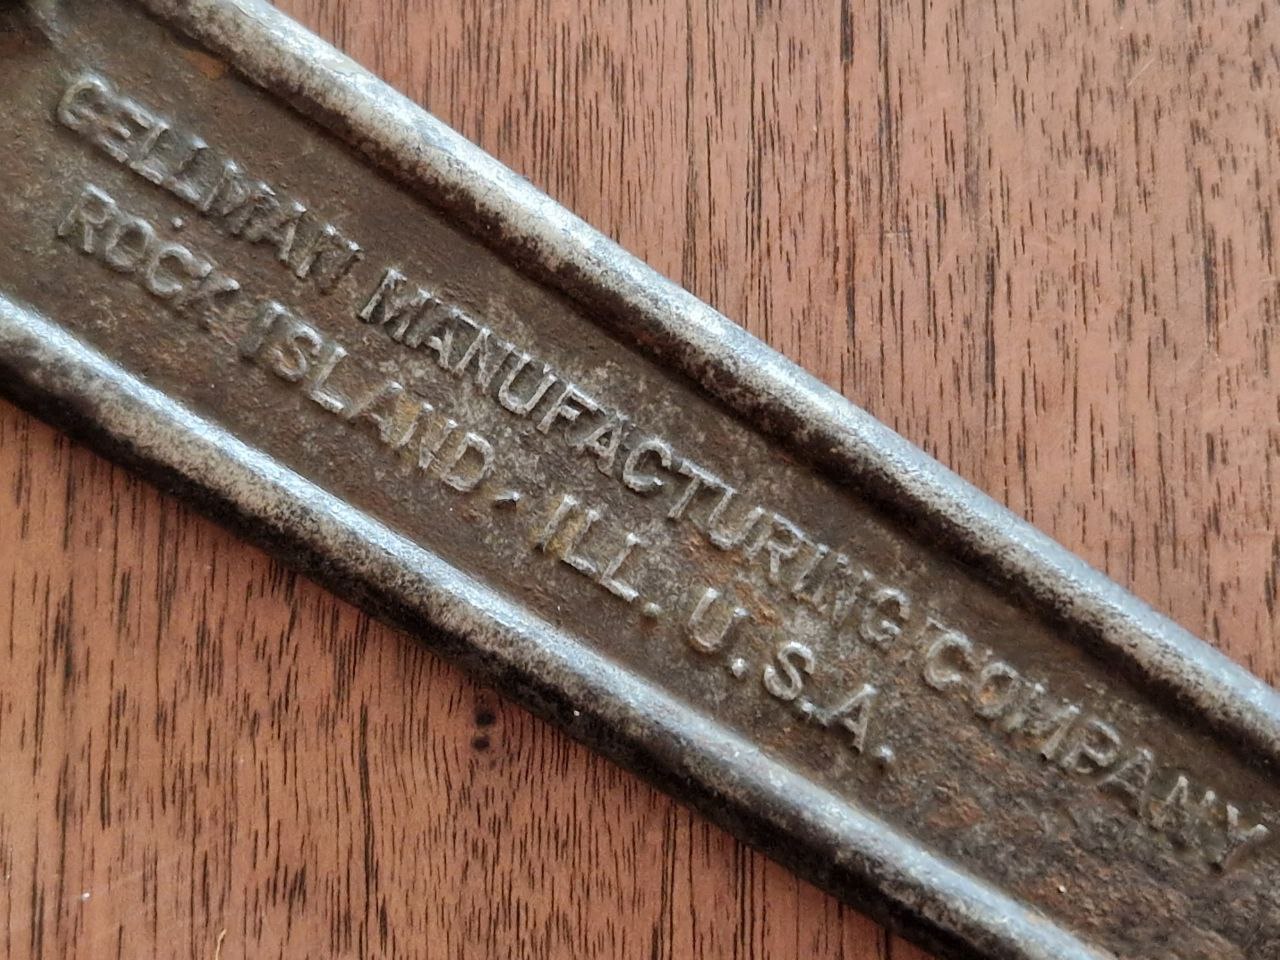 GELLMAN MANUFACTURING COMPANY
ROCK ISLAND, ILL. U.S.A.